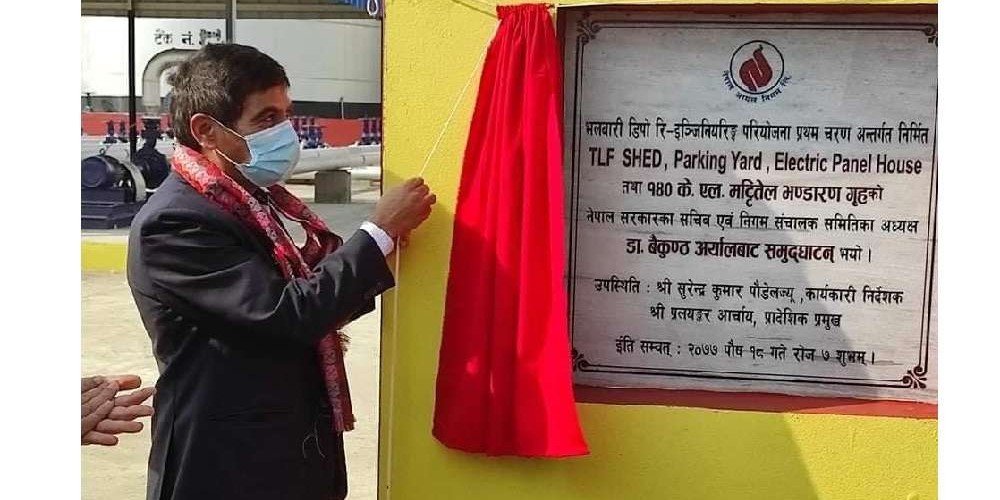 टैंक नं.
नेपाल आयल निगम लि.
भलवारी डिपो रि-इञ्जिनियरिङ्ग परियोजना प्रथम चरण अन्तर्गत निर्मित
TLF SHED, Parking Yard, Electric Panel House
तथा १४० के. एल. मट्टितेल भण्डारण गृहको
नेपाल सरकारका सचिव एवं निगम संचालक समितिका अध्यक्ष
डा. बैकुण्ठ अर्यालबाट समुद्घाटन् भयो ।
उपस्थिति : श्री सुरेन्द्र कुमार पौडेलज्यू ,कार्यकारी निर्देशक
श्री प्रलयङ्कर आचार्य, प्रादेशिक प्रमुख
ईति सम्वत् : २०७७ पौष १८ गते रोज ७ शुभम् ।